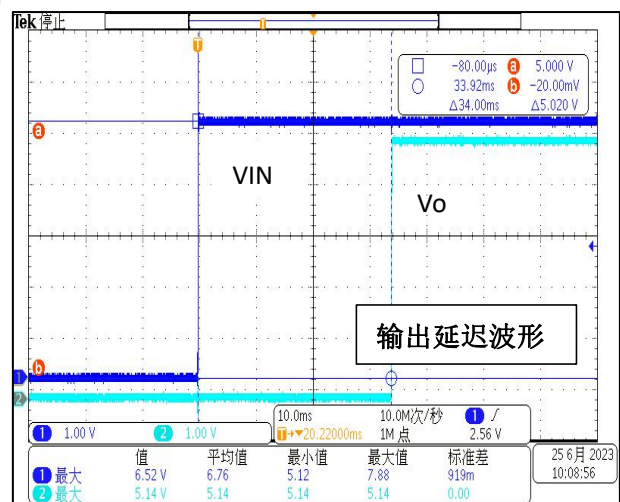 Tek 停止
T
T
-80.00µs a 5.000 V
33.92ms b -20.00mV
Δ34.00ms Δ5.020 V
a
VIN
Vo
输出延迟波形
b
1
2
1 1.00 V 2 1.00 V
10.0ms 10.0M次/秒 1
T→▼20.22000ms 1M 点 2.56 V
值 平均值 最小值 最大值 标准差
1 最大 6.52 V 6.76 5.12 7.88 919m
2 最大 5.14 V 5.14 5.14 5.14 0.00
25 6月 2023
10:08:56